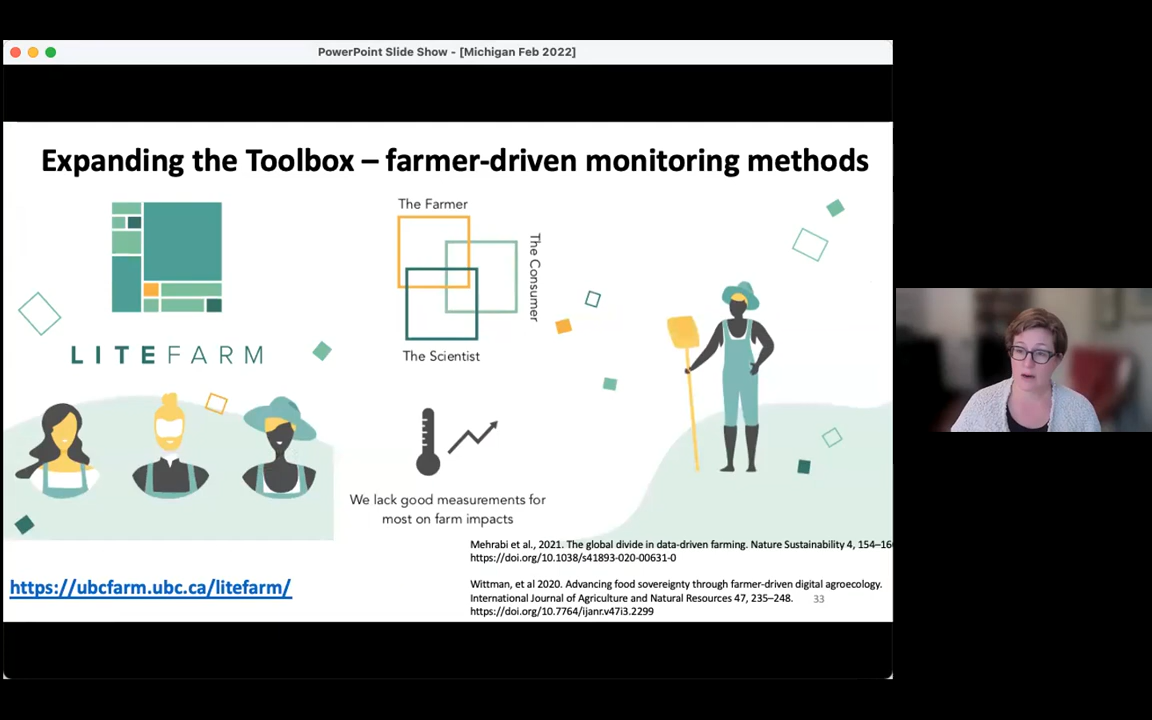 PowerPoint Slide Show - [Michigan Feb 2022]
Expanding the Toolbox – farmer-driven monitoring methods
The Farmer
The Consumer
The Scientist
LITEFARM
We lack good measurements for
most on farm impacts
Mehrabi et al., 2021. The global divide in data-driven farming. Nature Sustainability 4, 154–16
https://doi.org/10.1038/s41893-020-00631-0
https://ubcfarm.ubc.ca/litefarm/
Wittman, et al 2020. Advancing food sovereignty through farmer-driven digital agroecology.
International Journal of Agriculture and Natural Resources 47, 235–248.
33
https://doi.org/10.7764/ijanr.v47i3.2299